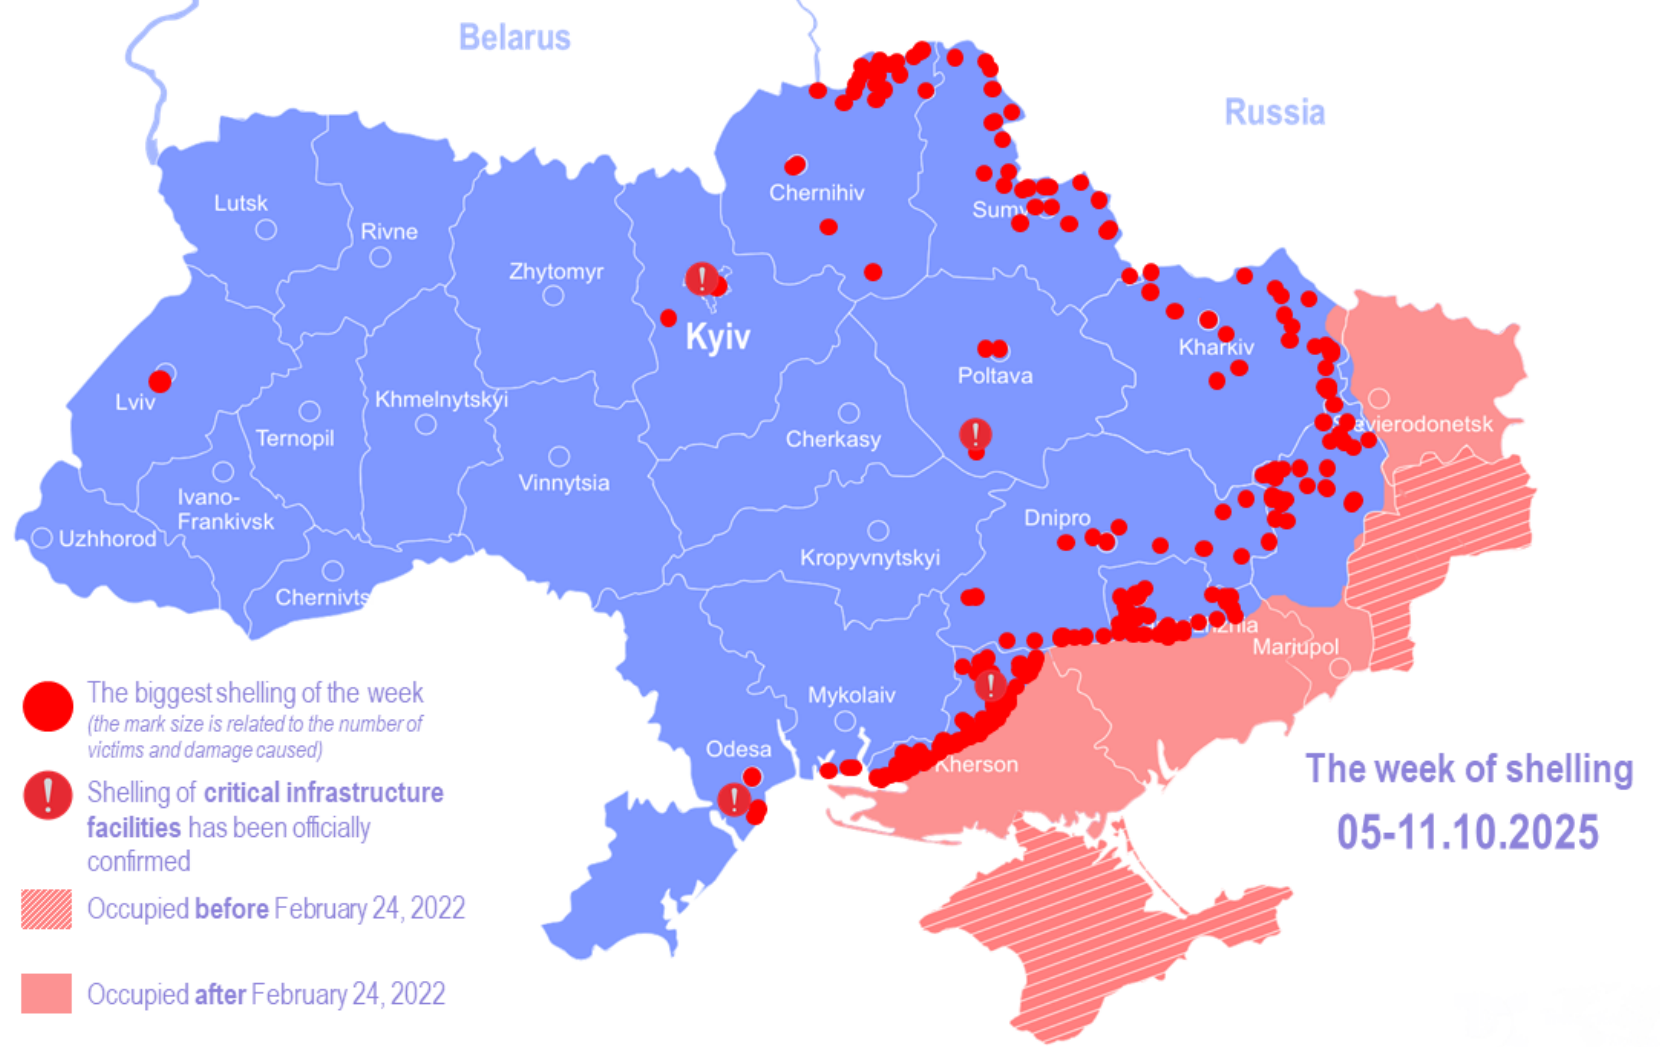 Belarus
Russia
Lutsk
Rivne
Chernihiv
Sumy
Zhytomyr
Kyiv
Kharkiv
Lviv
Poltava
Khmelnytskyi
Ternopil
Cherkasy
Vinnytsia
Ivano-
Frankivsk
Uzhhorod
Dnipro
Kropyvnytskyi
Chernivts
Mariupol
Mykolaiv
Odesa
Kherson
The biggest shelling of the week
(the mark size is related to the number of
victims and damage caused)
Shelling of critical infrastructure
facilities has been officially
confirmed
Occupied before February 24, 2022
Occupied after February 24, 2022
The week of shelling
05-11.10.2025